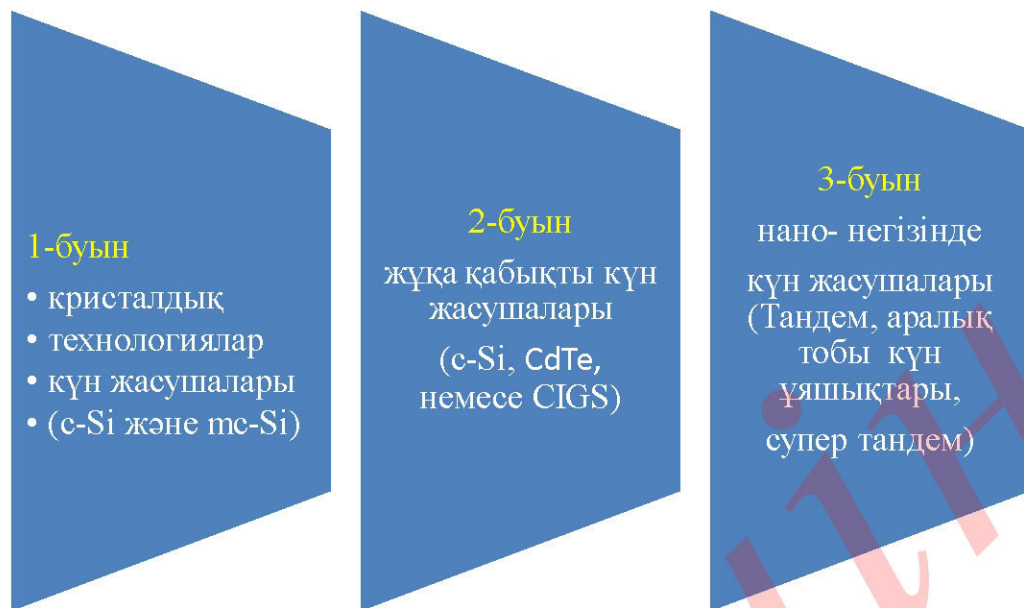 1-буын
• кристалдық
• технологиялар
• күн жасушалары
• (c-Si және mc-Si)
2-буын
жұқа қабықты күн
жасушалары
(c-Si, CdTe,
немесе CIGS)
3-буын
нано- негізінде
күн жасушалары
(Тандем, аралық
тобы күн
ұяшықтары,
супер тандем)